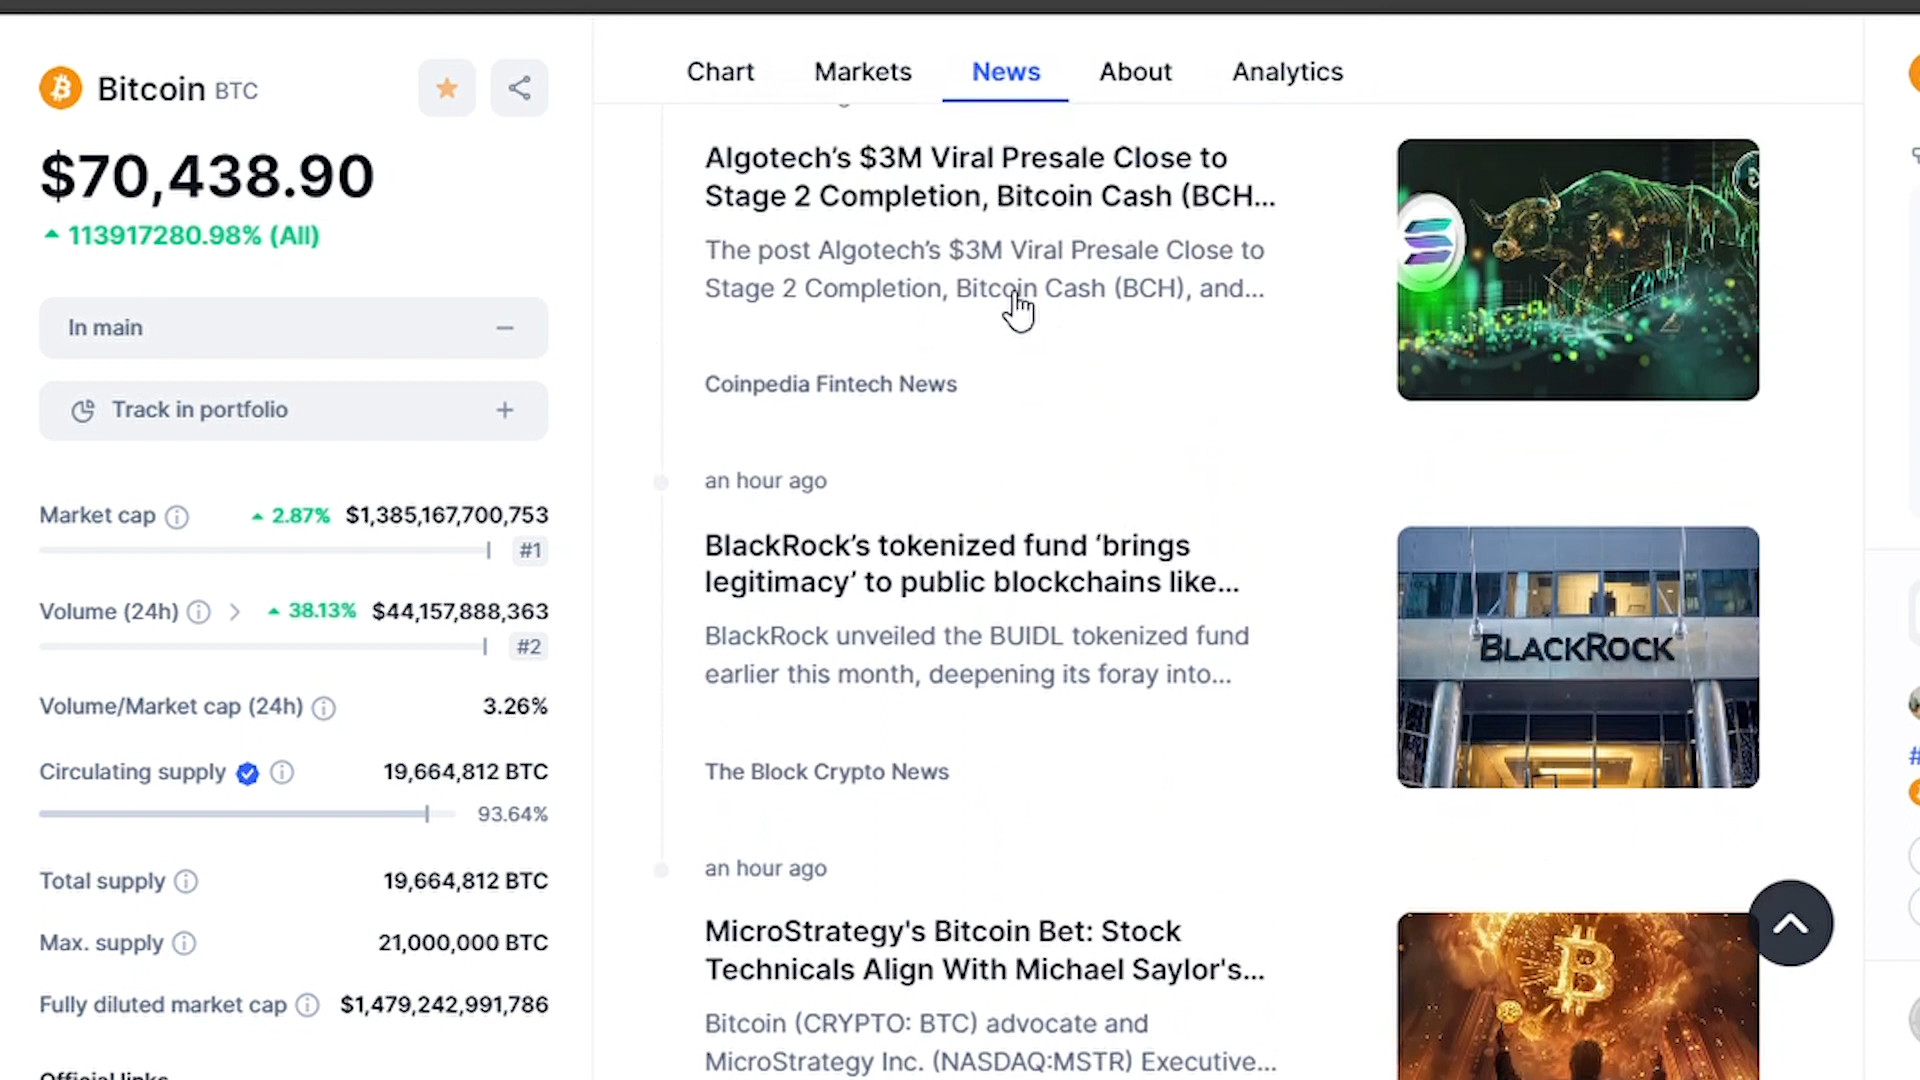 Bitcoin BTC
$70,438.90
113917280.98% (All)
In main
Track in portfolio
Market cap 2.87% $1,385,167,700,753
#1
Volume (24h) 38.13% $44,157,888,363
#2
Volume/Market cap (24h) 3.26%
Circulating supply 19,664,812 BTC
93.64%
Total supply 19,664,812 BTC
Max. supply 21,000,000 BTC
Fully diluted market cap $1,479,242,991,786
Official links
Chart Markets News About Analytics
Algotech’s $3M Viral Presale Close to
Stage 2 Completion, Bitcoin Cash (BCH...
The post Algotech’s $3M Viral Presale Close to
Stage 2 Completion, Bitcoin Cash (BCH), and...
Coinpedia Fintech News
an hour ago
BlackRock’s tokenized fund ‘brings
legitimacy’ to public blockchains like...
BlackRock unveiled the BUIDL tokenized fund
earlier this month, deepening its foray into...
The Block Crypto News
BLACKROCK
an hour ago
MicroStrategy's Bitcoin Bet: Stock
Technicals Align With Michael Saylor's...
Bitcoin (CRYPTO: BTC) advocate and
MicroStrategy Inc. (NASDAQ:MSTR) Executive...